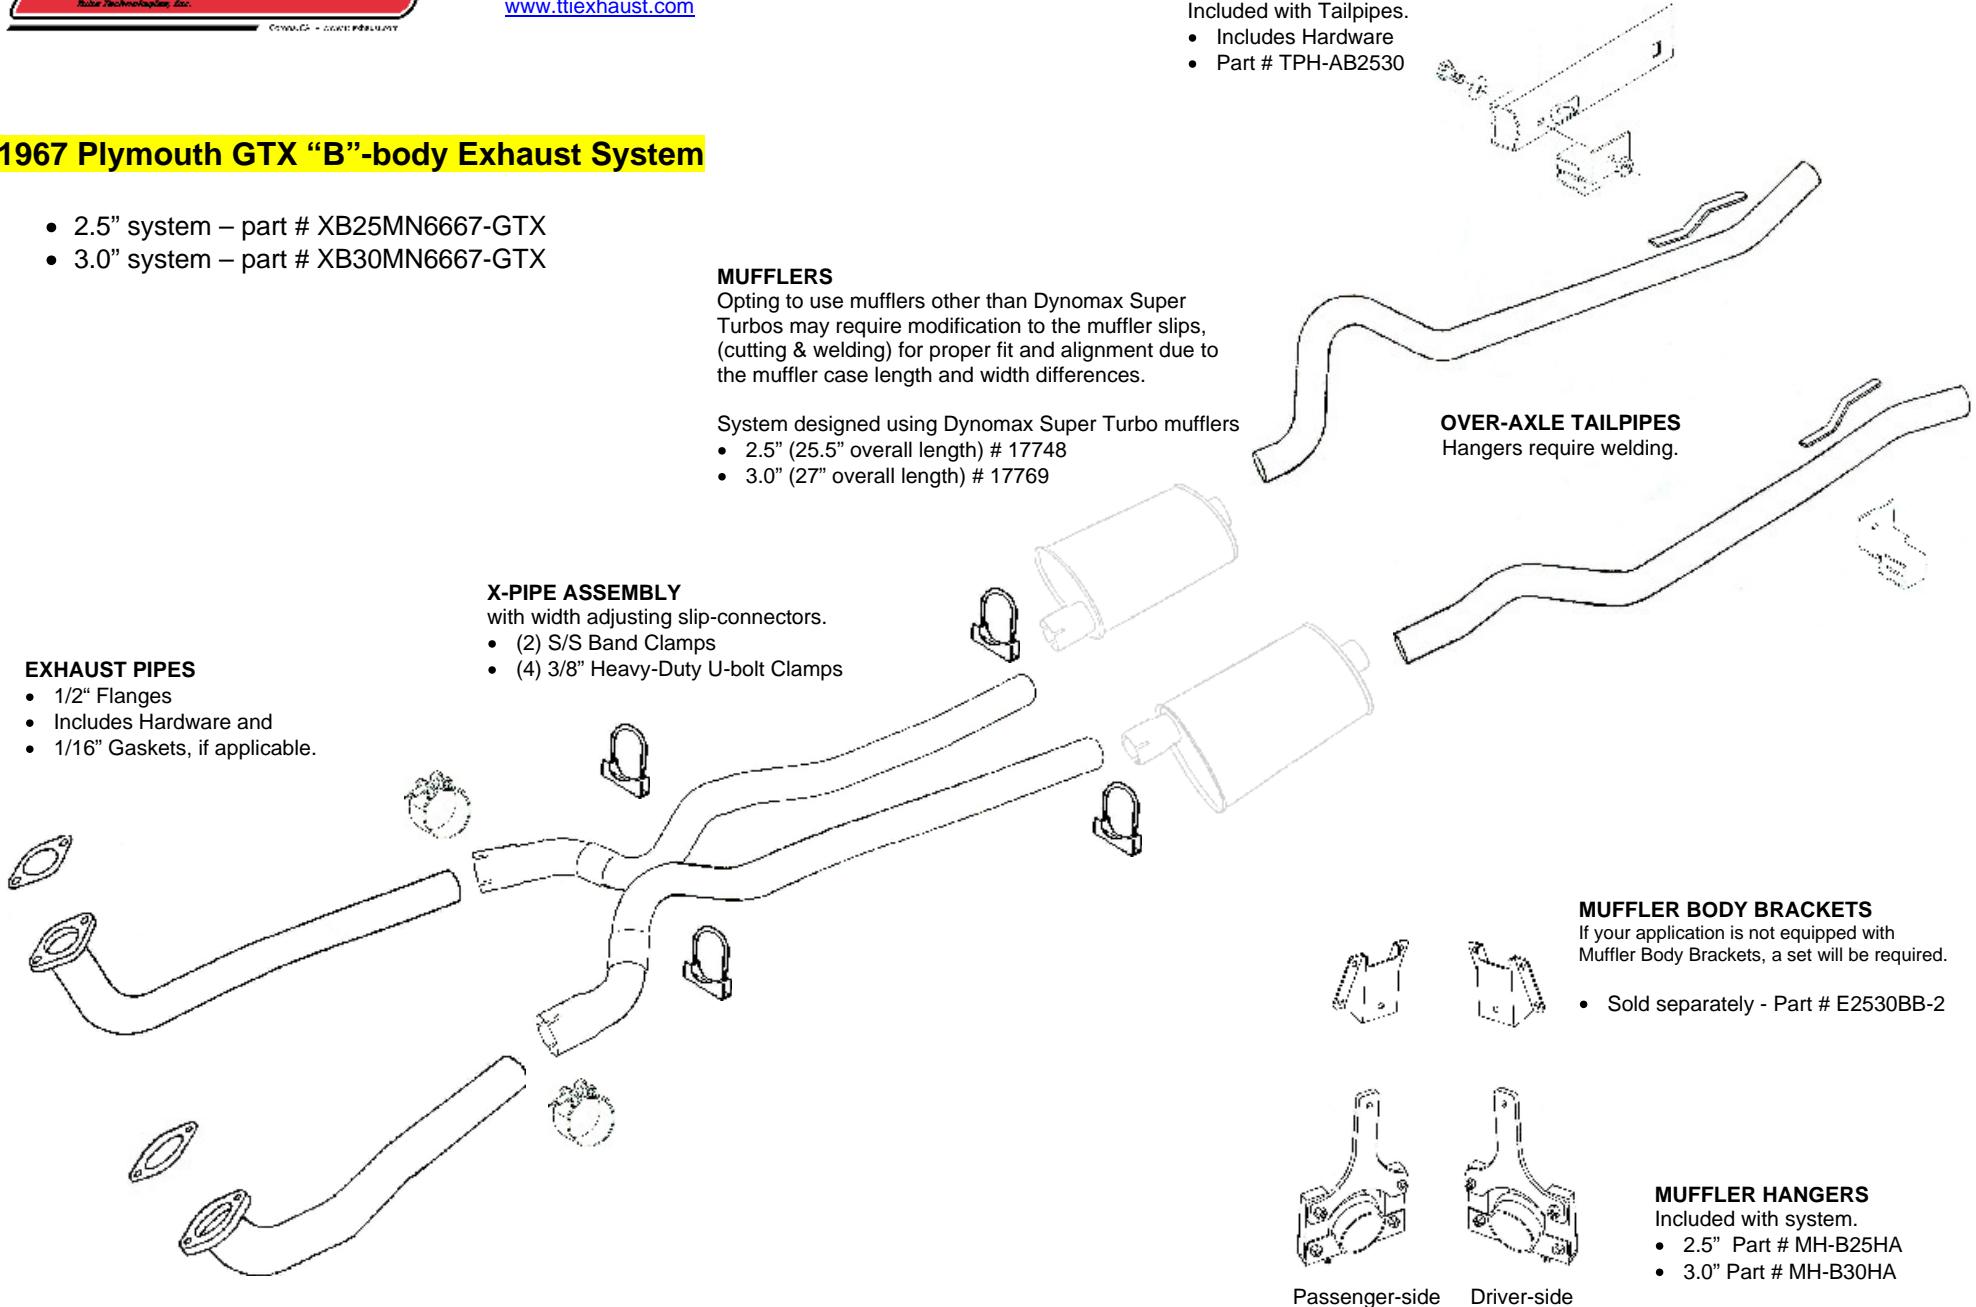 Tube Technologies, Inc.
www.ttiexhaust.com
Included with Tailpipes.
• Includes Hardware
• Part # TPH-AB2530
1967 Plymouth GTX “B”-body Exhaust System
• 2.5” system – part # XB25MN6667-GTX
• 3.0” system – part # XB30MN6667-GTX
MUFFLERS
Opting to use mufflers other than Dynomax Super
Turbos may require modification to the muffler slips,
(cutting & welding) for proper fit and alignment due to
the muffler case length and width differences.
System designed using Dynomax Super Turbo mufflers
• 2.5” (25.5” overall length) # 17748
• 3.0” (27” overall length) # 17769
OVER-AXLE TAILPIPES
Hangers require welding.
X-PIPE ASSEMBLY
with width adjusting slip-connectors.
• (2) S/S Band Clamps
• (4) 3/8” Heavy-Duty U-bolt Clamps
EXHAUST PIPES
• 1/2“ Flanges
• Includes Hardware and
• 1/16” Gaskets, if applicable.
MUFFLER BODY BRACKETS
If your application is not equipped with
Muffler Body Brackets, a set will be required.
• Sold separately - Part # E2530BB-2
MUFFLER HANGERS
Included with system.
• 2.5” Part # MH-B25HA
• 3.0” Part # MH-B30HA
Passenger-side Driver-side